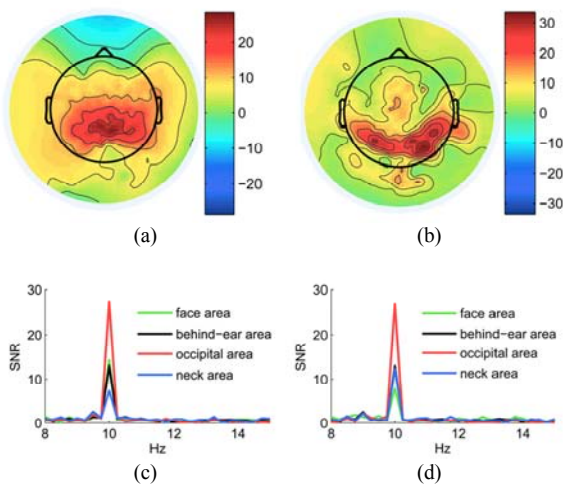 20
10
0
−10
−20
(a)
30
20
10
0
−10
−20
−30
(b)
30
20
10
0
SNR
face area
behind−ear area
occipital area
neck area
8 10 12 14
Hz
(c)
30
20
10
0
SNR
face area
behind−ear area
occipital area
neck area
8 10 12 14
Hz
(d)